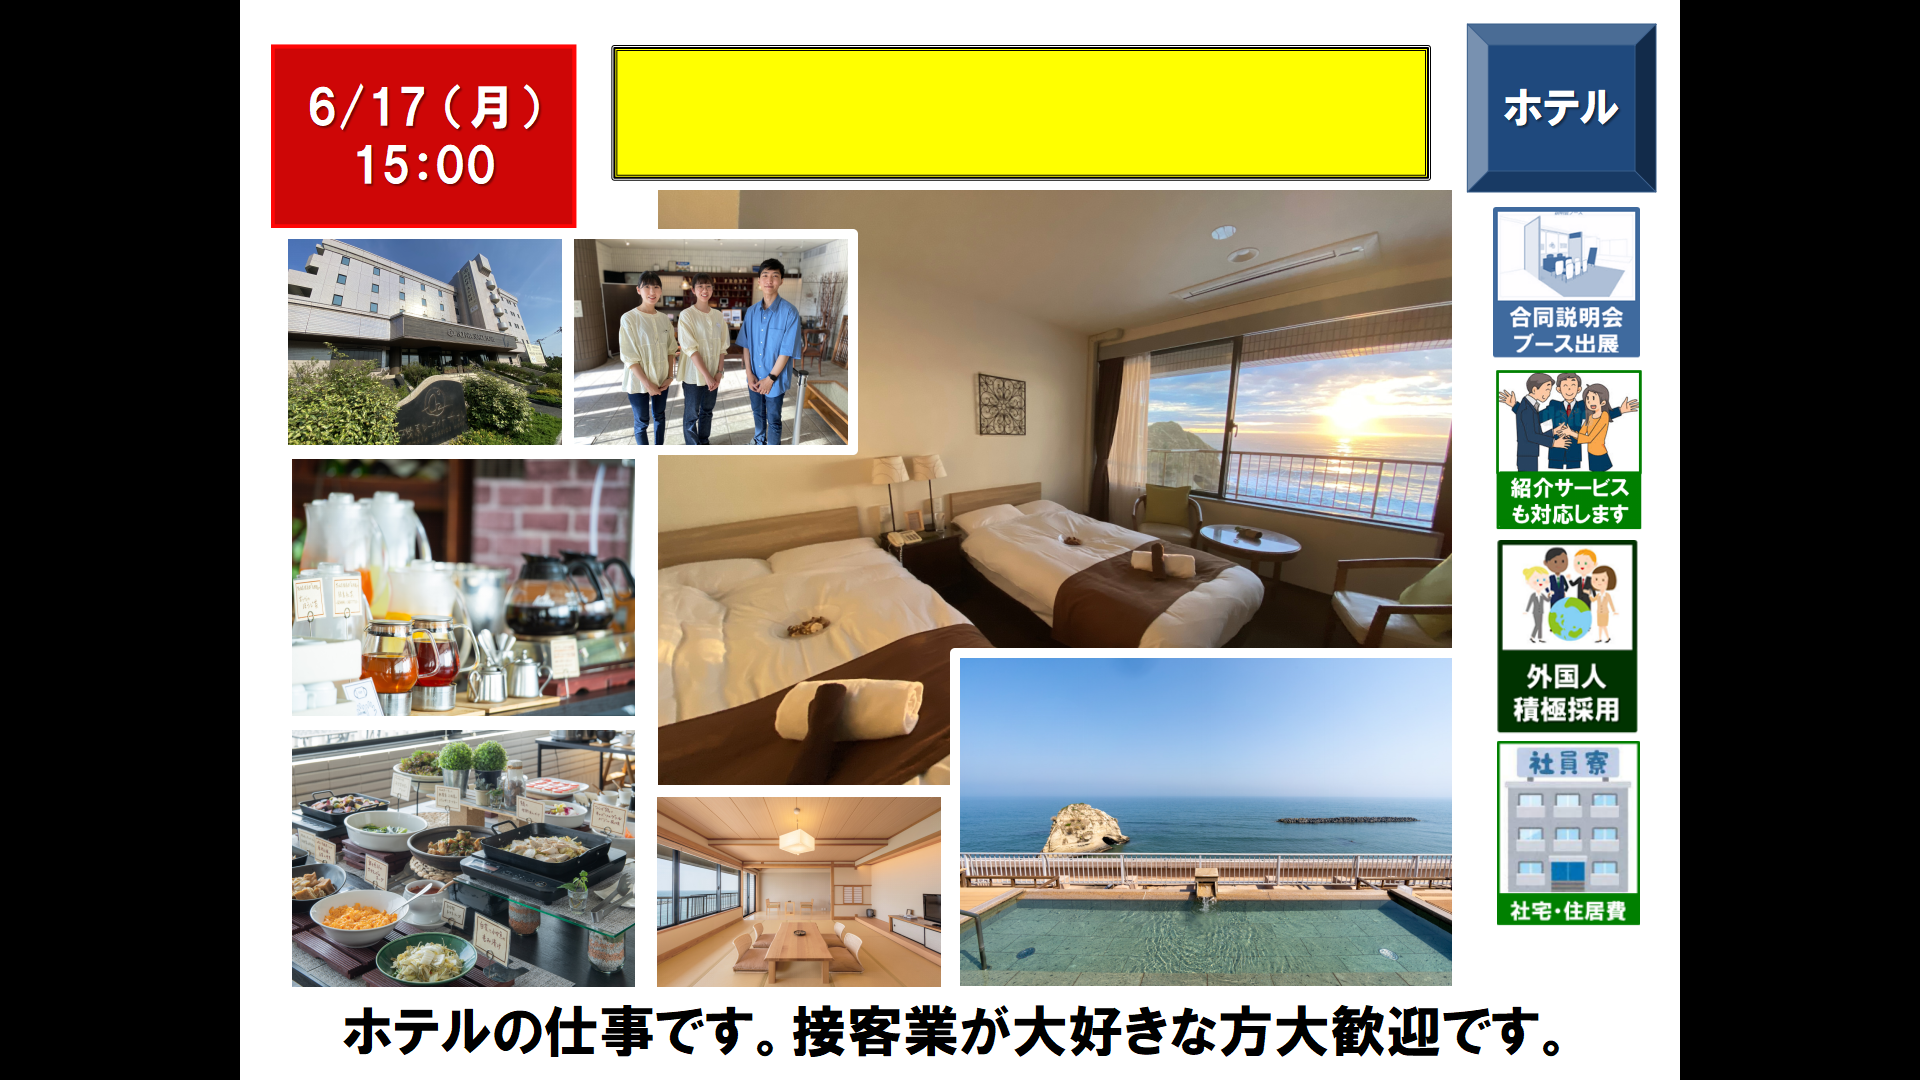 6/17(月)
15:00
ホテル
合同説明会
ブース出展
紹介サービス
も対応します
外国人
積極採用
社員寮
社宅・住居費
ホテルの仕事です。接客業が大好きな方大歓迎です。